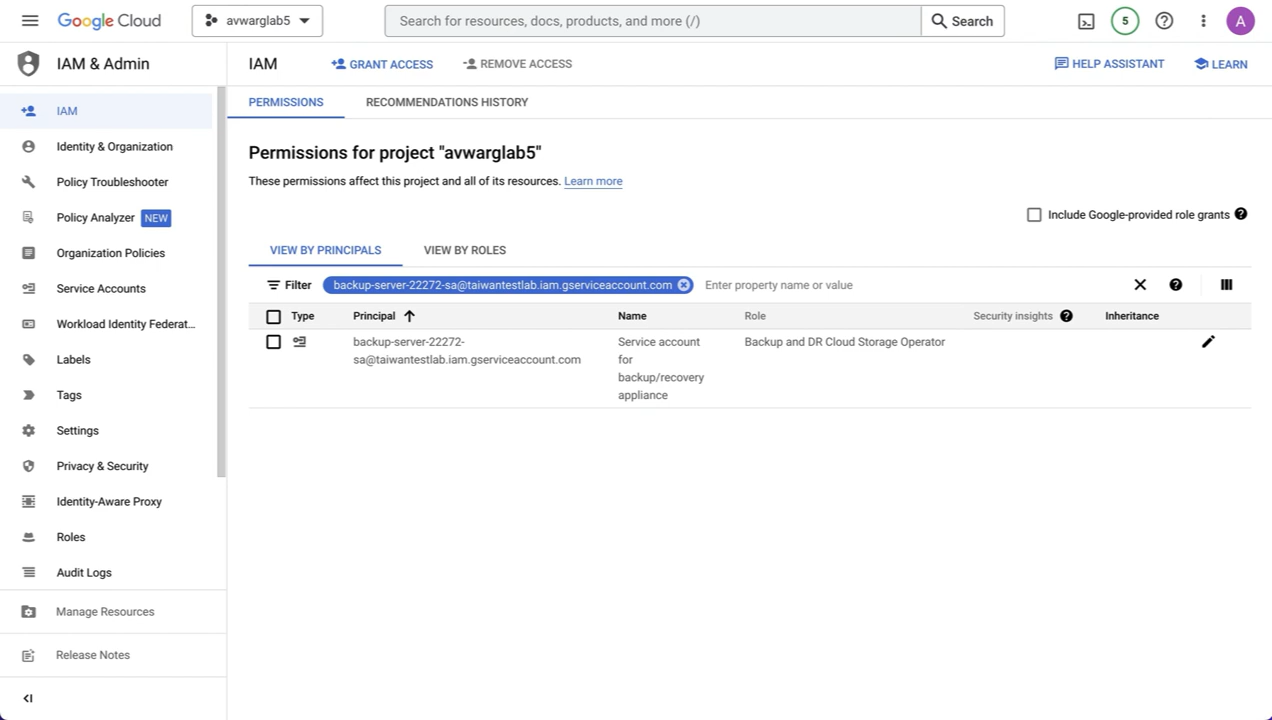 Google Cloud
avwarglab5
Search for resources, docs, products, and more (/)
Search
5
A
IAM & Admin
IAM
GRANT ACCESS
REMOVE ACCESS
HELP ASSISTANT
LEARN
IAM
Identity & Organization
Policy Troubleshooter
Policy Analyzer NEW
Organization Policies
Service Accounts
Workload Identity Federat...
Labels
Tags
Settings
Privacy & Security
Identity-Aware Proxy
Roles
Audit Logs
Manage Resources
Release Notes
PERMISSIONS
RECOMMENDATIONS HISTORY
Permissions for project "avwarglab5"
These permissions affect this project and all of its resources. Learn more
Include Google-provided role grants
VIEW BY PRINCIPALS
VIEW BY ROLES
Filter
backup-server-22272-sa@taiwantestlab.iam.gserviceaccount.com
Enter property name or value
Type
Principal
Name
Role
Security insights
Inheritance
backup-server-22272-
sa@taiwantestlab.iam.gserviceaccount.com
Service account
for
backup/recovery
appliance
Backup and DR Cloud Storage Operator